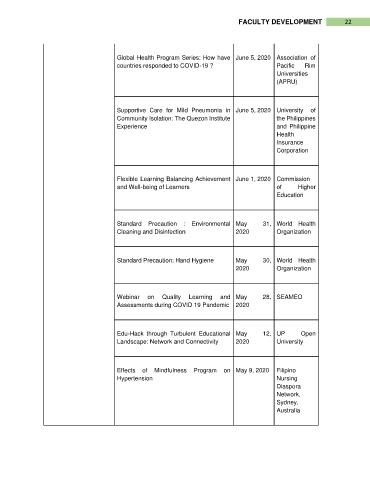 FACULTY DEVELOPMENT 22
Global Health Program Series: How have June 5, 2020 Association of
countries responded to COVID-19 ? Pacific Rim
Universities
(APRU)
Supportive Care for Mild Pneumonia in June 5, 2020 University of
Community Isolation: The Quezon Institute the Philippines
Experience and Philippine
Health
Insurance
Corporation
Flexible Learning Balancing Achievement June 1, 2020 Commission
and Well-being of Learners of Higher
Education
Standard Precaution : Environmental May 31, World Health
Cleaning and Disinfection 2020 Organization
Standard Precaution: Hand Hygiene May 30, World Health
2020 Organization
Webinar on Quality Learning and May 28, SEAMEO
Assessments during COVID 19 Pandemic 2020
Edu-Hack through Turbulent Educational May 12, UP Open
Landscape: Network and Connectivity 2020 University
Effects of Mindfulness Program on May 9, 2020 Filipino
Hypertension Nursing
Diaspora
Network,
Sydney,
Australia